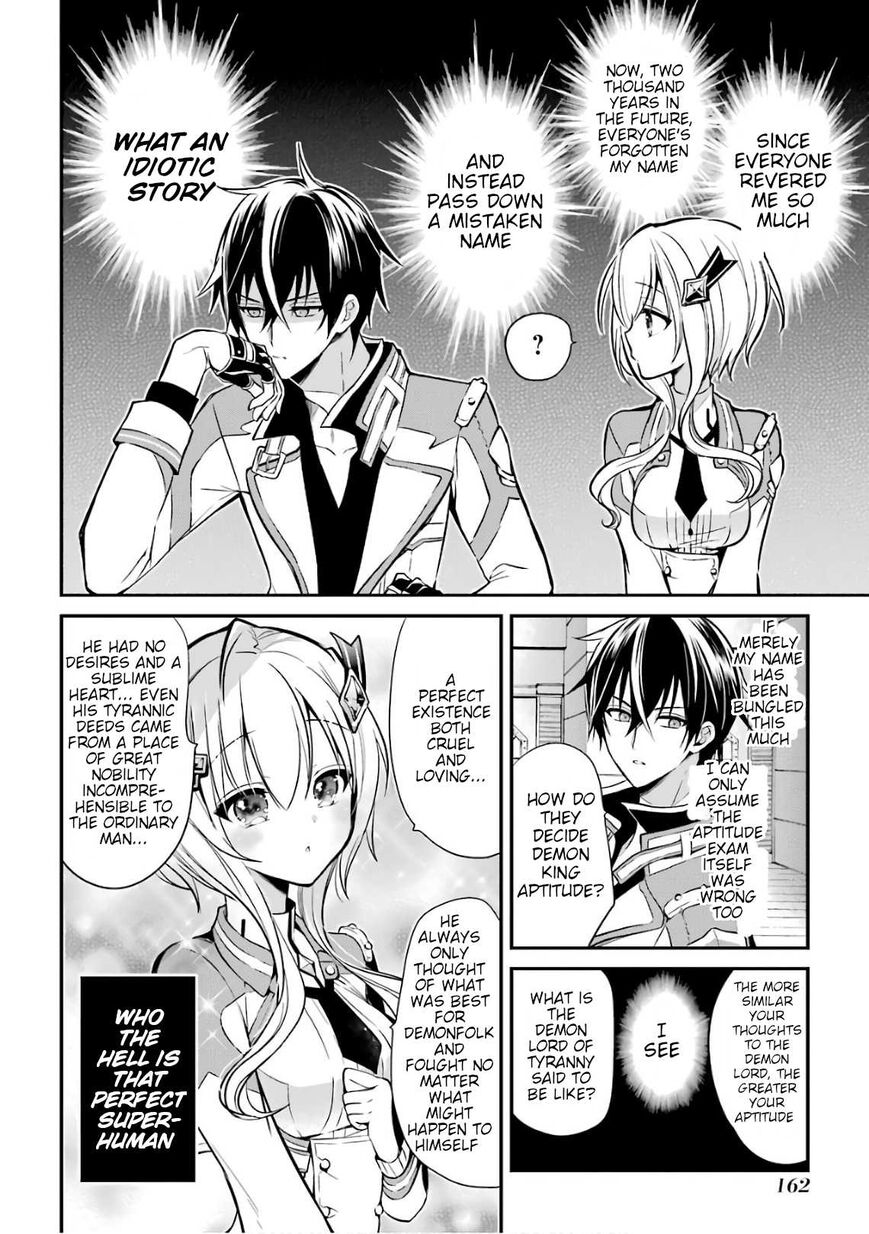 SINCE
EVERYONE
REVERED
ME SO
MUCH
NOW, TWO
THOUSAND
YEARS IN
THE FUTURE,
EVERYONE'S
FORGOTTEN
MY NAME
AND
INSTEAD
PASS DOWN
A MISTAKEN
NAME
WHAT AN
IDIOTIC
STORY
?
IF
MERELY
MY NAME
HAS
BEEN
BUNGLED
THIS
MUCH
I CAN
ONLY
ASSUME
THE
APTITUDE
EXAM
ITSELF
WAS
WRONG
TOO
HOW DO
THEY
DECIDE
DEMON
KING
APTITUDE?
THE MORE
SIMILAR
YOUR
THOUGHTS
TO THE
DEMON
LORD, THE
GREATER
YOUR
APTITUDE
I
SEE
WHAT IS
THE
DEMON
LORD OF
TYRANNY
SAID TO
BE LIKE?
A
PERFECT
EXISTENCE
BOTH
CRUEL
AND
LOVING...
HE HAD NO
DESIRES AND A
SUBLIME
HEART... EVEN
HIS TYRANNIC
DEEDS CAME
FROM A PLACE
OF GREAT
NOBILITY
INCOMPRE-
HENSIBLE TO
THE ORDINARY
MAN...
HE
ALWAYS
ONLY
THOUGHT
OF WHAT
WAS BEST
FOR
DEMONFOLK
AND
FOUGHT NO
MATTER
WHAT
MIGHT
HAPPEN TO
HIMSELF
WHO
THE
HELL IS
THAT
PERFECT
SUPER-
HUMAN
162